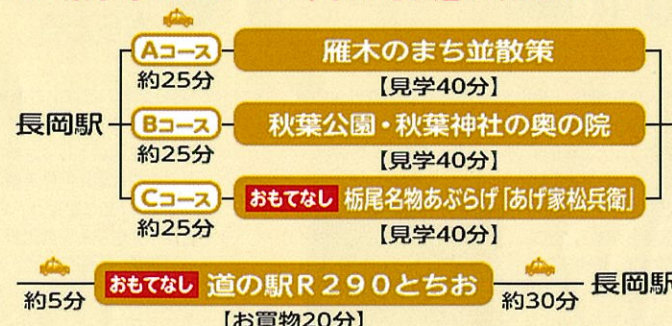 Aコース 雁木のまち並散策
約25分 【見学40分】
長岡駅 Bコース 秋葉公園・秋葉神社の奥の院
約25分 【見学40分】
Cコース おもてなし 栃尾名物あぶらげ「あげ家松兵衛」
約25分 【見学40分】
約5分 おもてなし 道の駅R290とちお 約30分 長岡駅
【お買物20分】